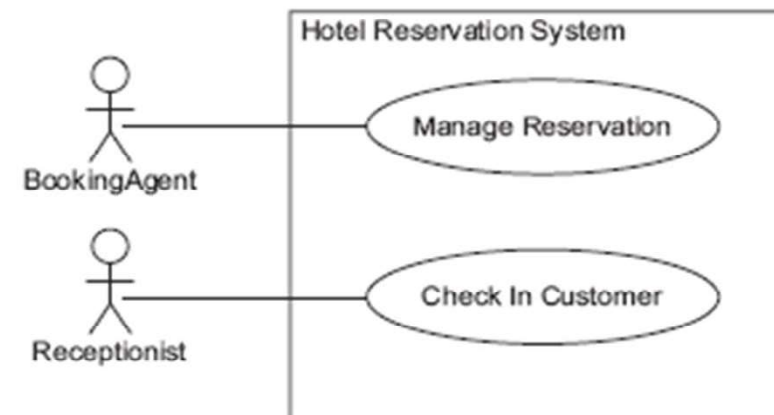 Hotel Reservation System
Manage Reservation
BookingAgent
Check In Customer
Receptionist